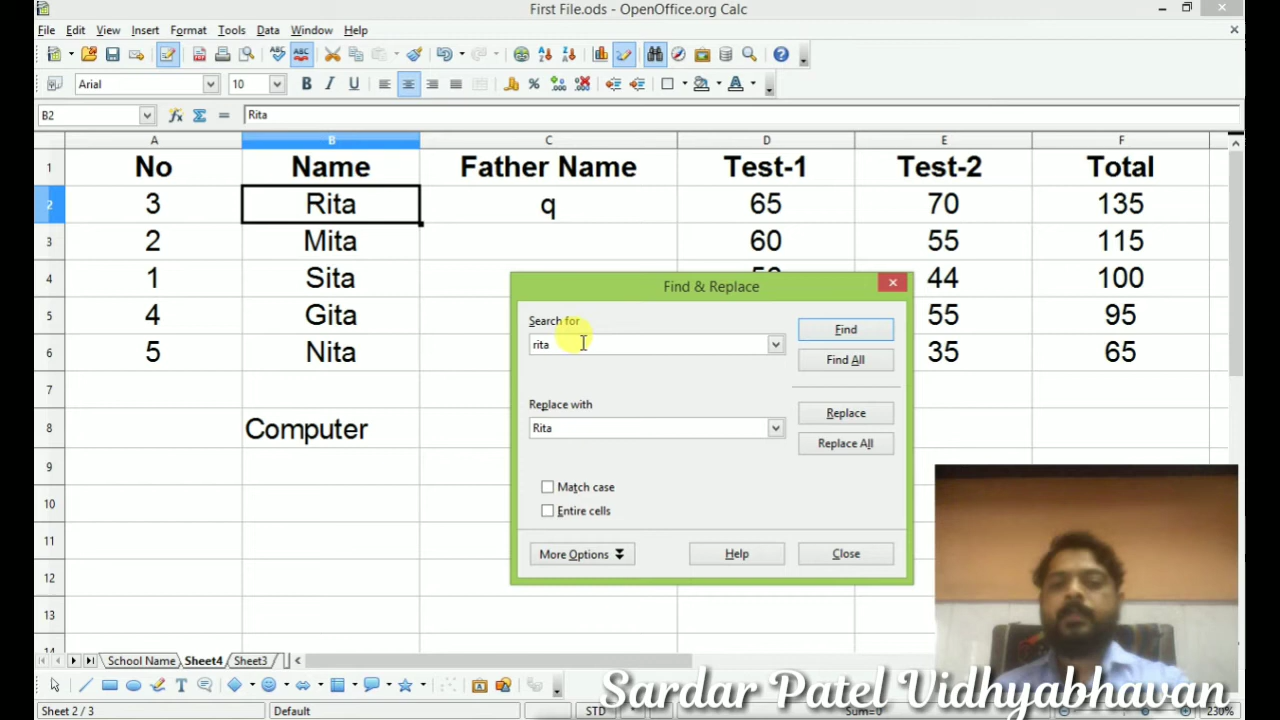 First File.ods - OpenOffice.org Calc
File Edit View Insert Format Tools Data Window Help
Arial 10
B2 Rita
A B C D E F
1 No Name Father Name Test-1 Test-2 Total
2 3 Rita q 65 70 135
3 2 Mita 60 55 115
4 1 Sita 44 100
5 4 Gita 55 95
6 5 Nita 35 65
7
8 Computer
9
10
11
12
13
14
Find & Replace
Search for
rita
Find
Find All
Replace with
Rita
Replace
Replace All
Match case
Entire cells
More Options Help Close
School Name Sheet4 Sheet3
Sardar Patel Vidhyabhavan
Sheet 2 / 3 Default STD Sum=0 230%